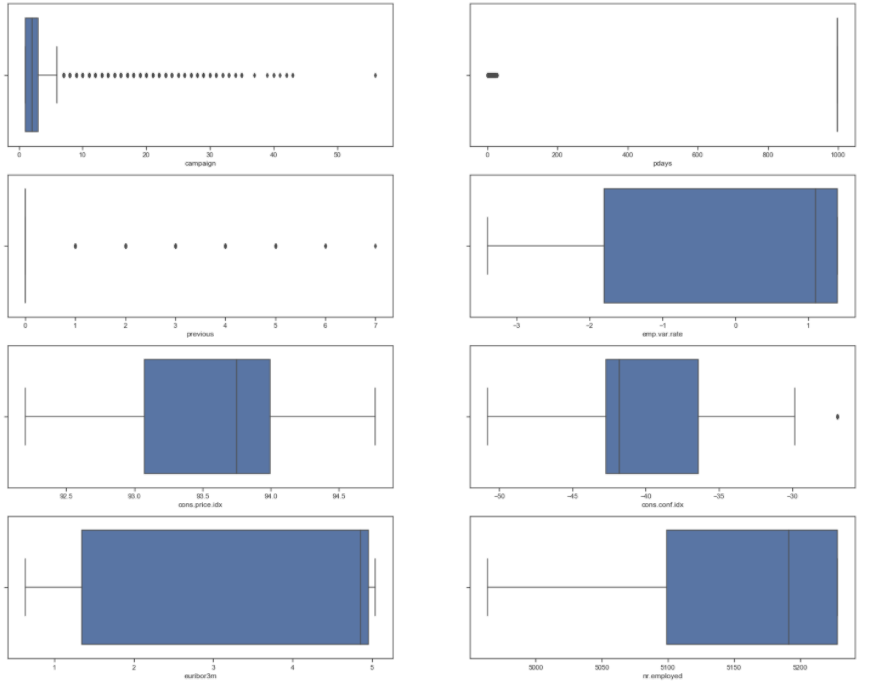 0 10 20 30 40 50
campaign
0 200 400 600 800 1000
pdays
0 1 2 3 4 5 6 7
previous
−3 −2 −1 0 1
emp.var.rate
92.5 93.0 93.5 94.0 94.5
cons.price.idx
−50 −45 −40 −35 −30
cons.conf.idx
1 2 3 4 5
euribor3m
5000 5050 5100 5150 5200
nr.employed